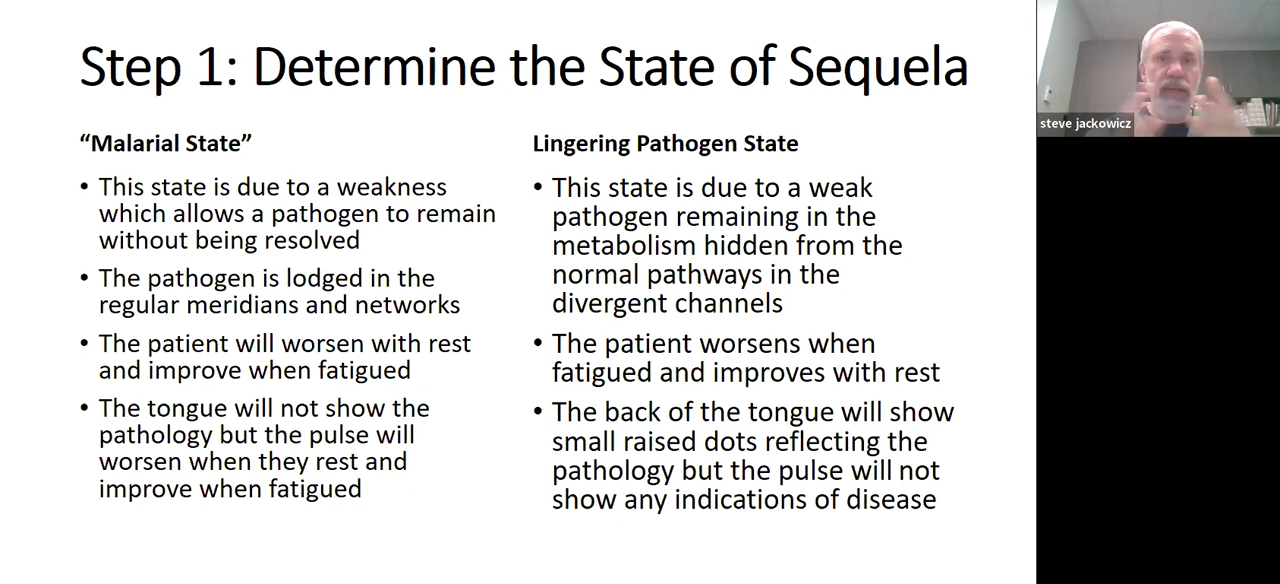 Step 1: Determine the State of Sequela
“Malarial State”
• This state is due to a weakness
which allows a pathogen to remain
without being resolved
• The pathogen is lodged in the
regular meridians and networks
• The patient will worsen with rest
and improve when fatigued
• The tongue will not show the
pathology but the pulse will
worsen when they rest and
improve when fatigued
Lingering Pathogen State
• This state is due to a weak
pathogen remaining in the
metabolism hidden from the
normal pathways in the
divergent channels
• The patient worsens when
fatigued and improves with rest
• The back of the tongue will show
small raised dots reflecting the
pathology but the pulse will not
show any indications of disease
steve jackowicz